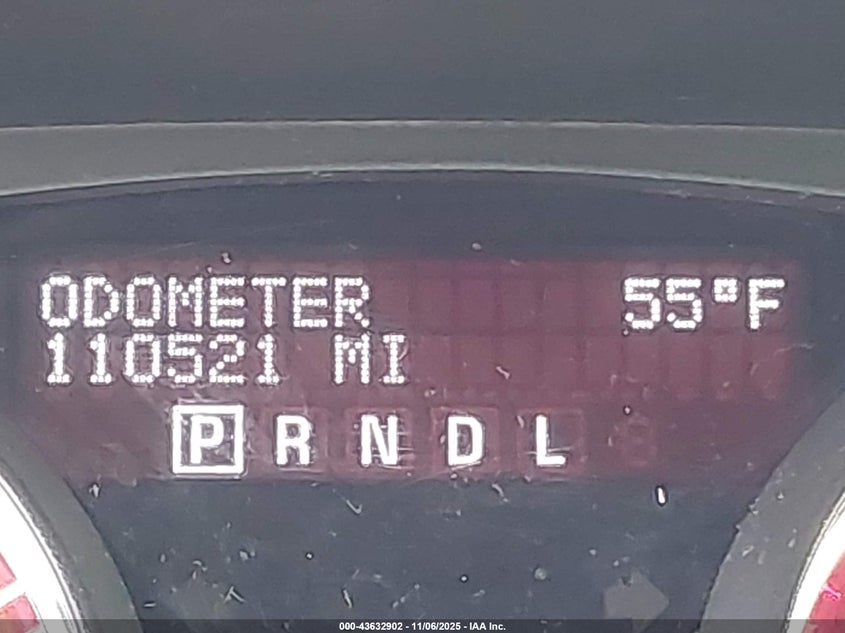 ODOMETER 55°F
110521 MI
P R N D L
000-43632902 - 11/06/2025 - IAA Inc.